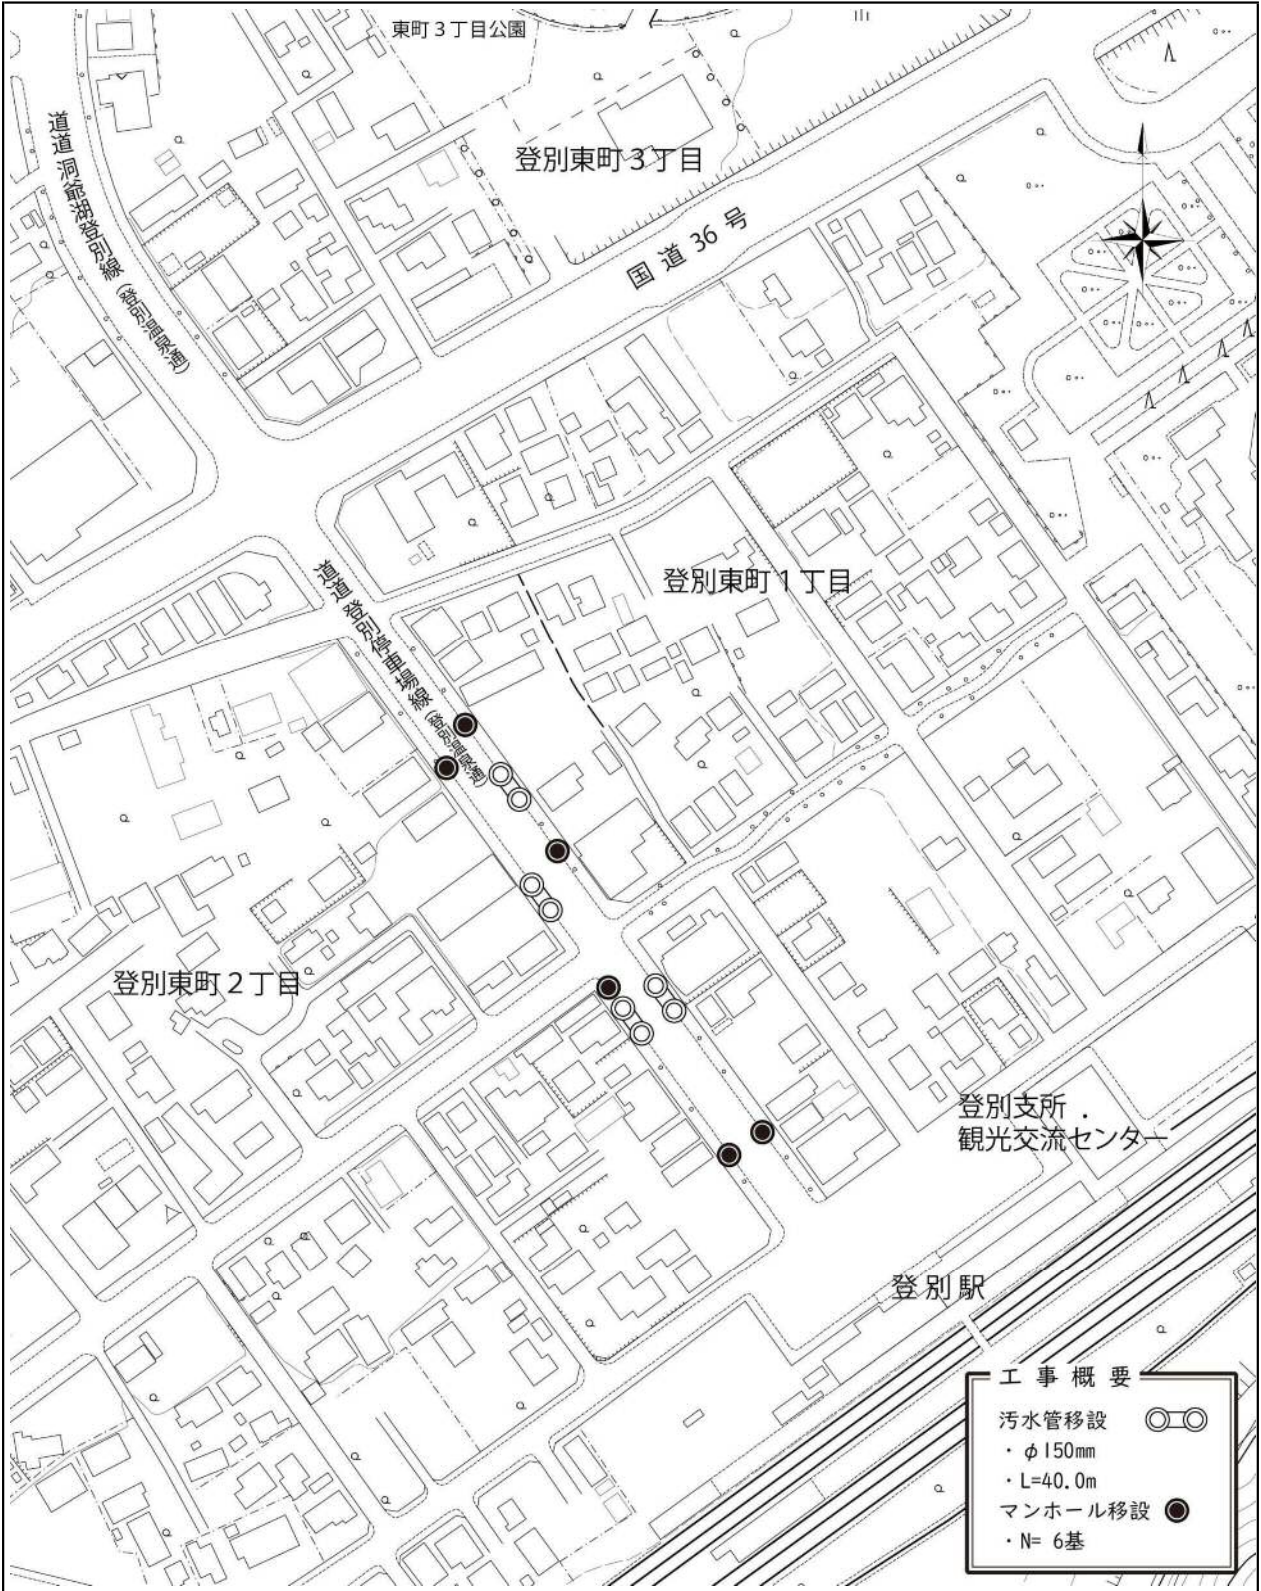 東町3丁目公園
道道 洞爺湖登別線 (登別温泉通)
登別東町3丁目
国道36号
登別東町1丁目
道道 登別停車場線 (登別温泉通)
登別東町2丁目
登別支所・
観光交流センター
登別駅
工事概要
汚水管移設
・φ150mm
・L=40.0m
マンホール移設
・N= 6基